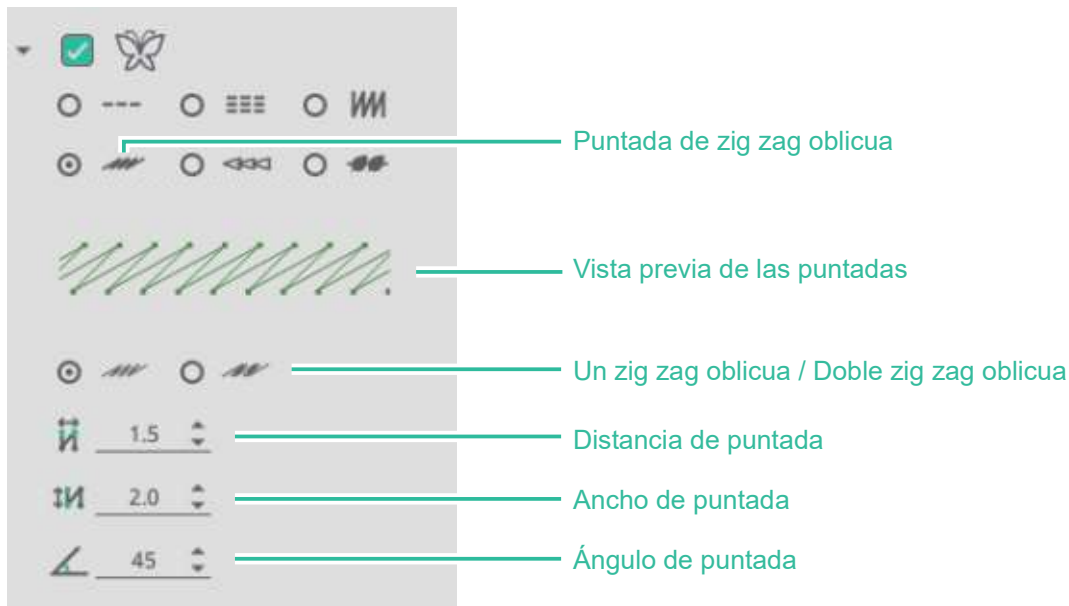 Puntada de zig zag oblicua
Vista previa de las puntadas
Un zig zag oblicua / Doble zig zag oblicua
1.5
Distancia de puntada
2.0
Ancho de puntada
45
Ángulo de puntada